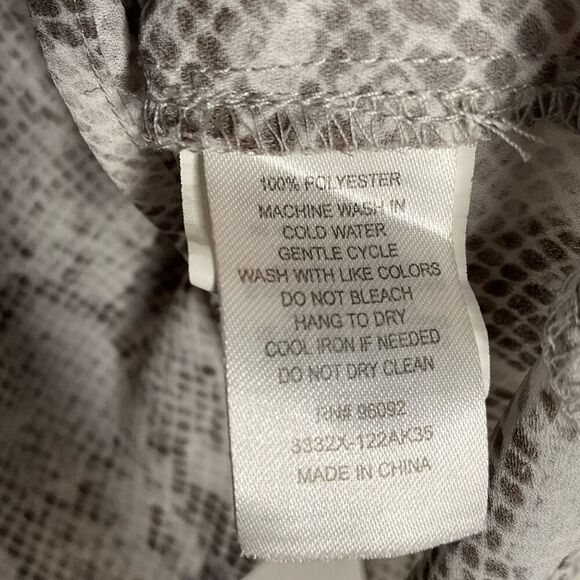 100% POLYESTER
MACHINE WASH IN
COLD WATER
GENTLE CYCLE
WASH WITH LIKE COLORS
DO NOT BLEACH
HANG TO DRY
COOL IRON IF NEEDED
DO NOT DRY CLEAN
RN# 96092
3332X-122AK35
MADE IN CHINA